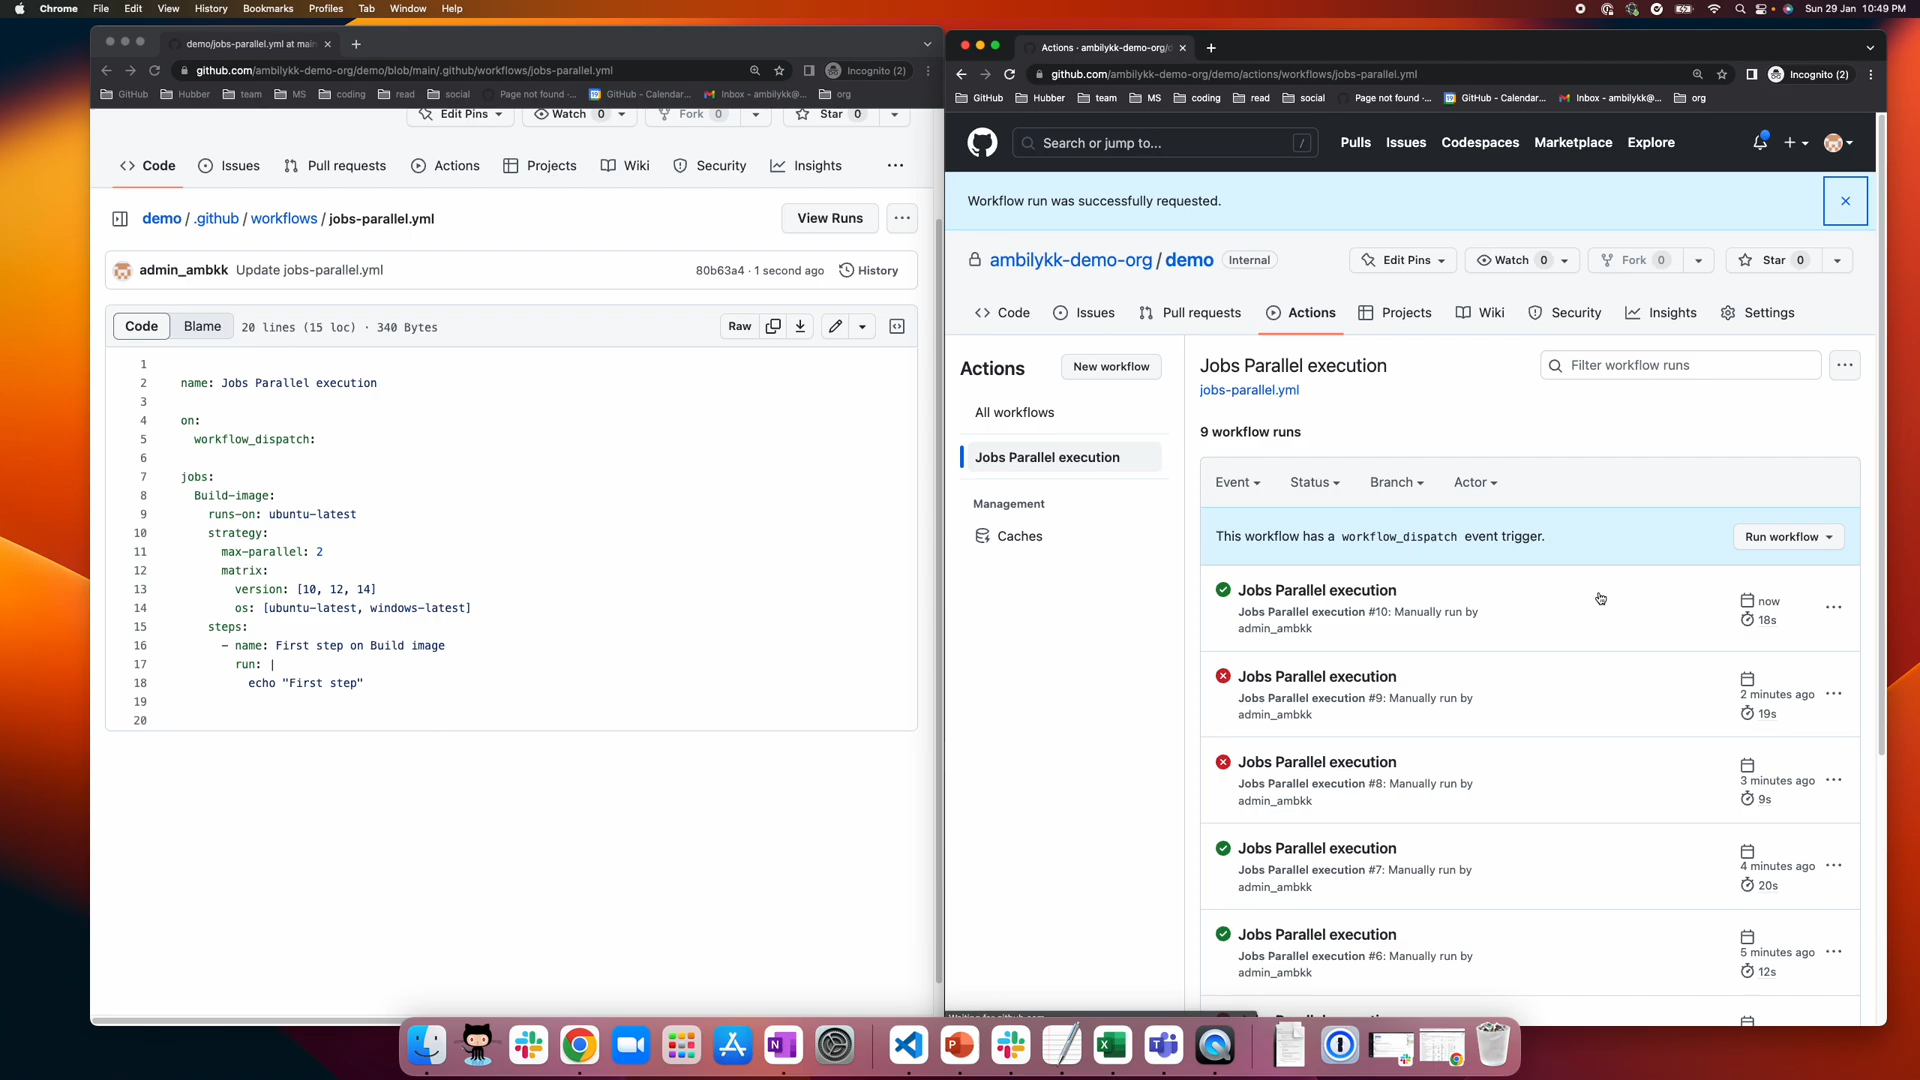 Chrome File Edit View History Bookmarks Profiles Tab Window Help
Sun 29 Jan 10:49 PM
demo/jobs-parallel.yml at main
github.com/ambilykk-demo-org/demo/blob/main/.github/workflows/jobs-parallel.yml
Incognito (2)
GitHub Hubber team MS coding read social Page not found -... GitHub - Calendar... Inbox - ambilykk@... org
Edit Pins Watch 0 Fork 0 Star 0
Code Issues Pull requests Actions Projects Wiki Security Insights
demo / .github / workflows / jobs-parallel.yml
View Runs
admin_ambkk Update jobs-parallel.yml
80b63a4 · 1 second ago History
Code Blame 20 lines (15 loc) · 340 Bytes
Raw
1
2 name: Jobs Parallel execution
3
4 on:
5 workflow_dispatch:
6
7 jobs:
8 Build-image:
9 runs-on: ubuntu-latest
10 strategy:
11 max-parallel: 2
12 matrix:
13 version: [10, 12, 14]
14 os: [ubuntu-latest, windows-latest]
15 steps:
16 - name: First step on Build image
17 run: |
18 echo "First step"
19
20
Actions · ambilykk-demo-org/d
github.com/ambilykk-demo-org/demo/actions/workflows/jobs-parallel.yml
Incognito (2)
GitHub Hubber team MS coding read social Page not found -... GitHub - Calendar... Inbox - ambilykk@... org
Search or jump to... /
Pulls Issues Codespaces Marketplace Explore
Workflow run was successfully requested.
ambilykk-demo-org / demo Internal
Edit Pins Watch 0 Fork 0 Star 0
Code Issues Pull requests Actions Projects Wiki Security Insights Settings
Actions
New workflow
All workflows
Jobs Parallel execution
Management
Caches
Jobs Parallel execution
jobs-parallel.yml
Filter workflow runs
9 workflow runs
Event Status Branch Actor
This workflow has a workflow_dispatch event trigger.
Run workflow
Jobs Parallel execution
Jobs Parallel execution #10: Manually run by
admin_ambkk
now
18s
Jobs Parallel execution
Jobs Parallel execution #9: Manually run by
admin_ambkk
2 minutes ago
19s
Jobs Parallel execution
Jobs Parallel execution #8: Manually run by
admin_ambkk
3 minutes ago
9s
Jobs Parallel execution
Jobs Parallel execution #7: Manually run by
admin_ambkk
4 minutes ago
20s
Jobs Parallel execution
Jobs Parallel execution #6: Manually run by
admin_ambkk
5 minutes ago
12s